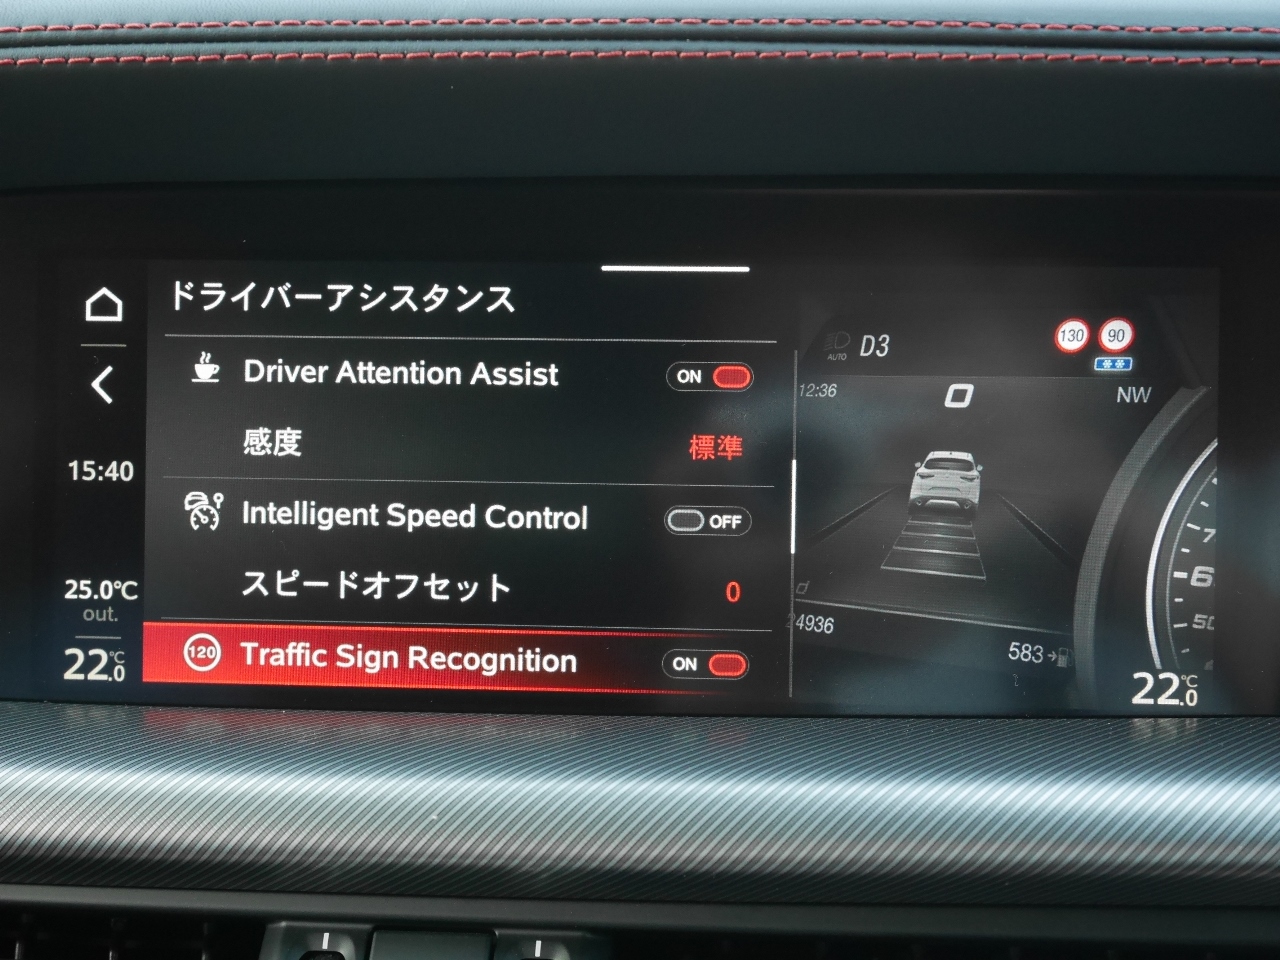 ドライバーアシスタンス
Driver Attention Assist ON
感度 標準
Intelligent Speed Control OFF
スピードオフセット 0
120 Traffic Sign Recognition ON
15:40
25.0℃
out.
22.0℃
AUTO D3 130 90
12:36 NW
0
24936
583
22.0℃